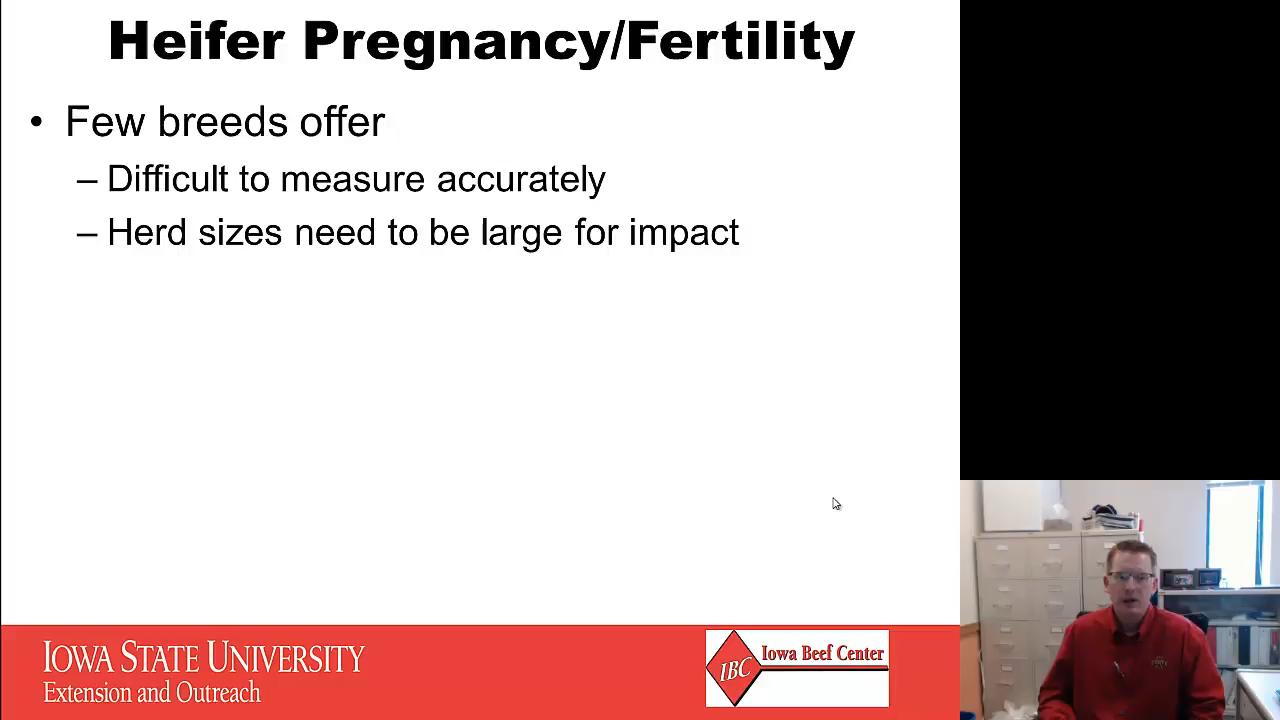 Heifer Pregnancy/Fertility
• Few breeds offer
– Difficult to measure accurately
– Herd sizes need to be large for impact
IOWA STATE UNIVERSITY
Extension and Outreach
IBC
Iowa Beef Center